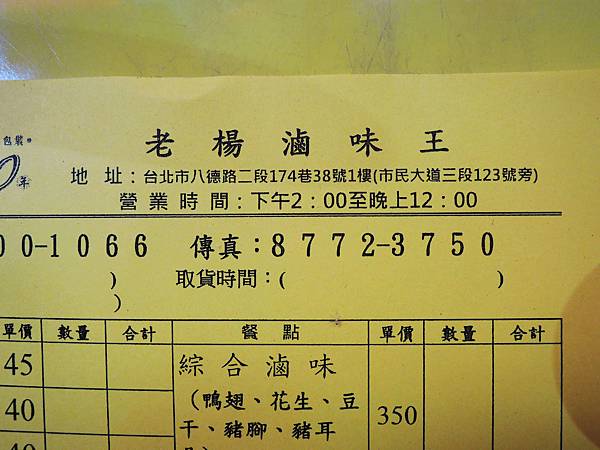 包裝
老楊滷味王
年
地 址：台北市八德路二段174巷38號1樓(市民大道三段123號旁)
營業時間：下午2：00至晚上12：00
00-1066 傳真：8772-3750
) 取貨時間：( )
)
單價 數量 合計 餐點 單價 數量 合計
45 綜合滷味
40 （鴨翅、花生、豆 350
干、豬腳、豬耳